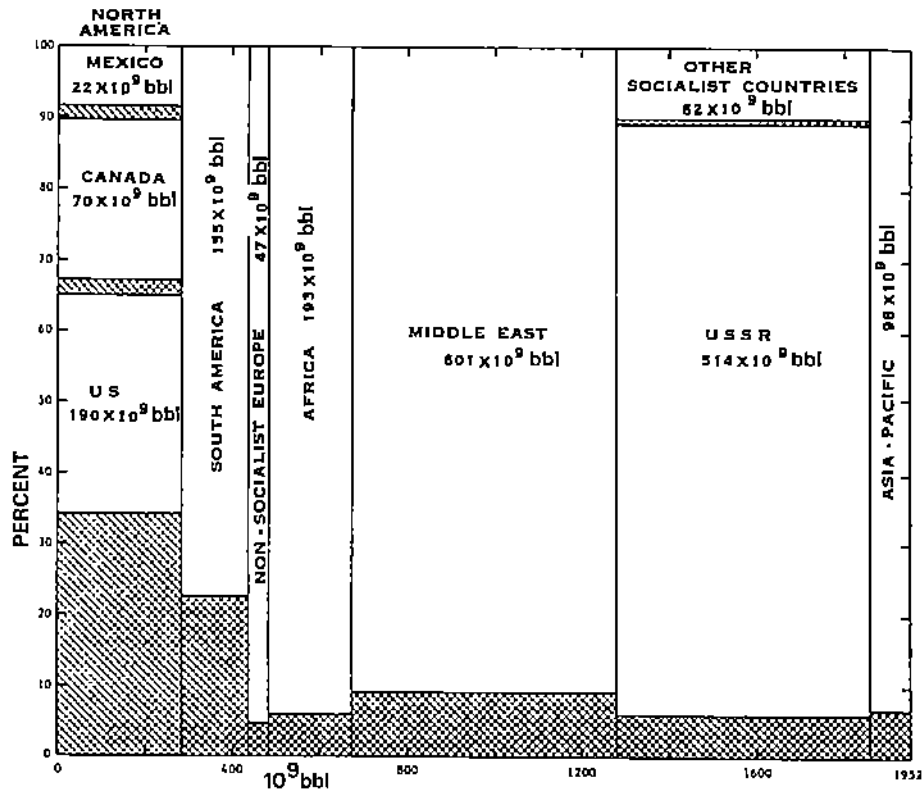 NORTH
AMERICA
100
90
80
70
60
50
40
30
20
10
0
PERCENT
MEXICO
22X10⁹ bbl
CANADA
70X10⁹ bbl
US
190X10⁹ bbl
SOUTH AMERICA 155X10⁹ bbl
NON-SOCIALIST EUROPE 47X10⁹ bbl
AFRICA 193X10⁹ bbl
MIDDLE EAST
601X10⁹ bbl
OTHER
SOCIALIST COUNTRIES
62X10⁹ bbl
USSR
514X10⁹ bbl
ASIA-PACIFIC 98X10⁹ bbl
0 400 800 1200 1600 1952
10⁹bbl